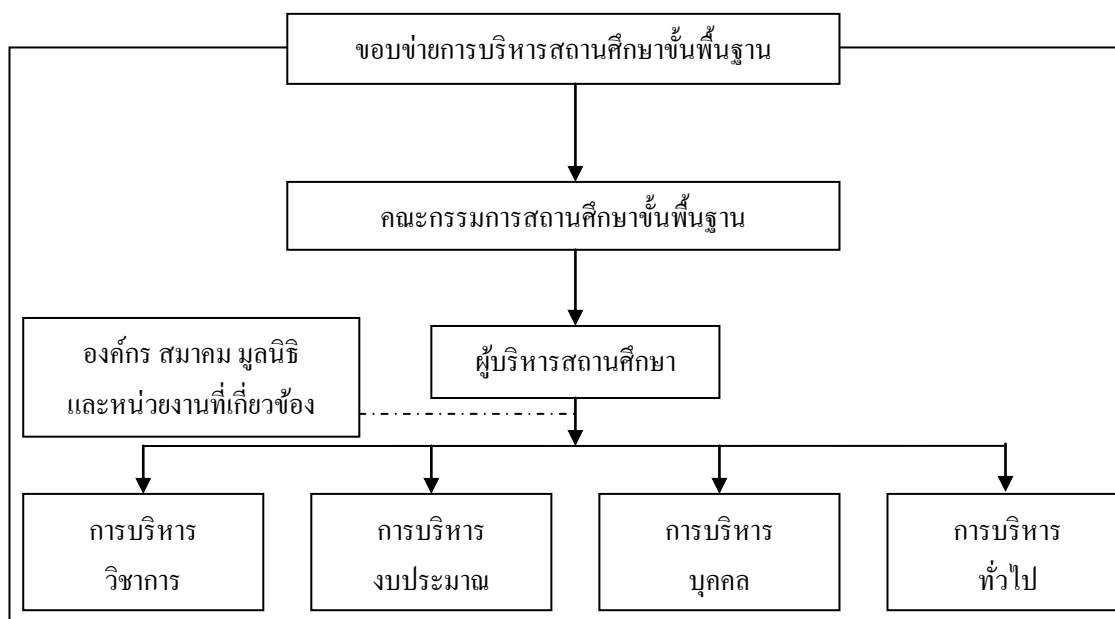 ขอบข่ายการบริหารสถานศึกษาขั้นพื้นฐาน
คณะกรรมการสถานศึกษาขั้นพื้นฐาน
องค์กร สมาคม มูลนิธิ
และหน่วยงานที่เกี่ยวข้อง
ผู้บริหารสถานศึกษา
การบริหาร
วิชาการ
การบริหาร
งบประมาณ
การบริหาร
บุคคล
การบริหาร
ทั่วไป